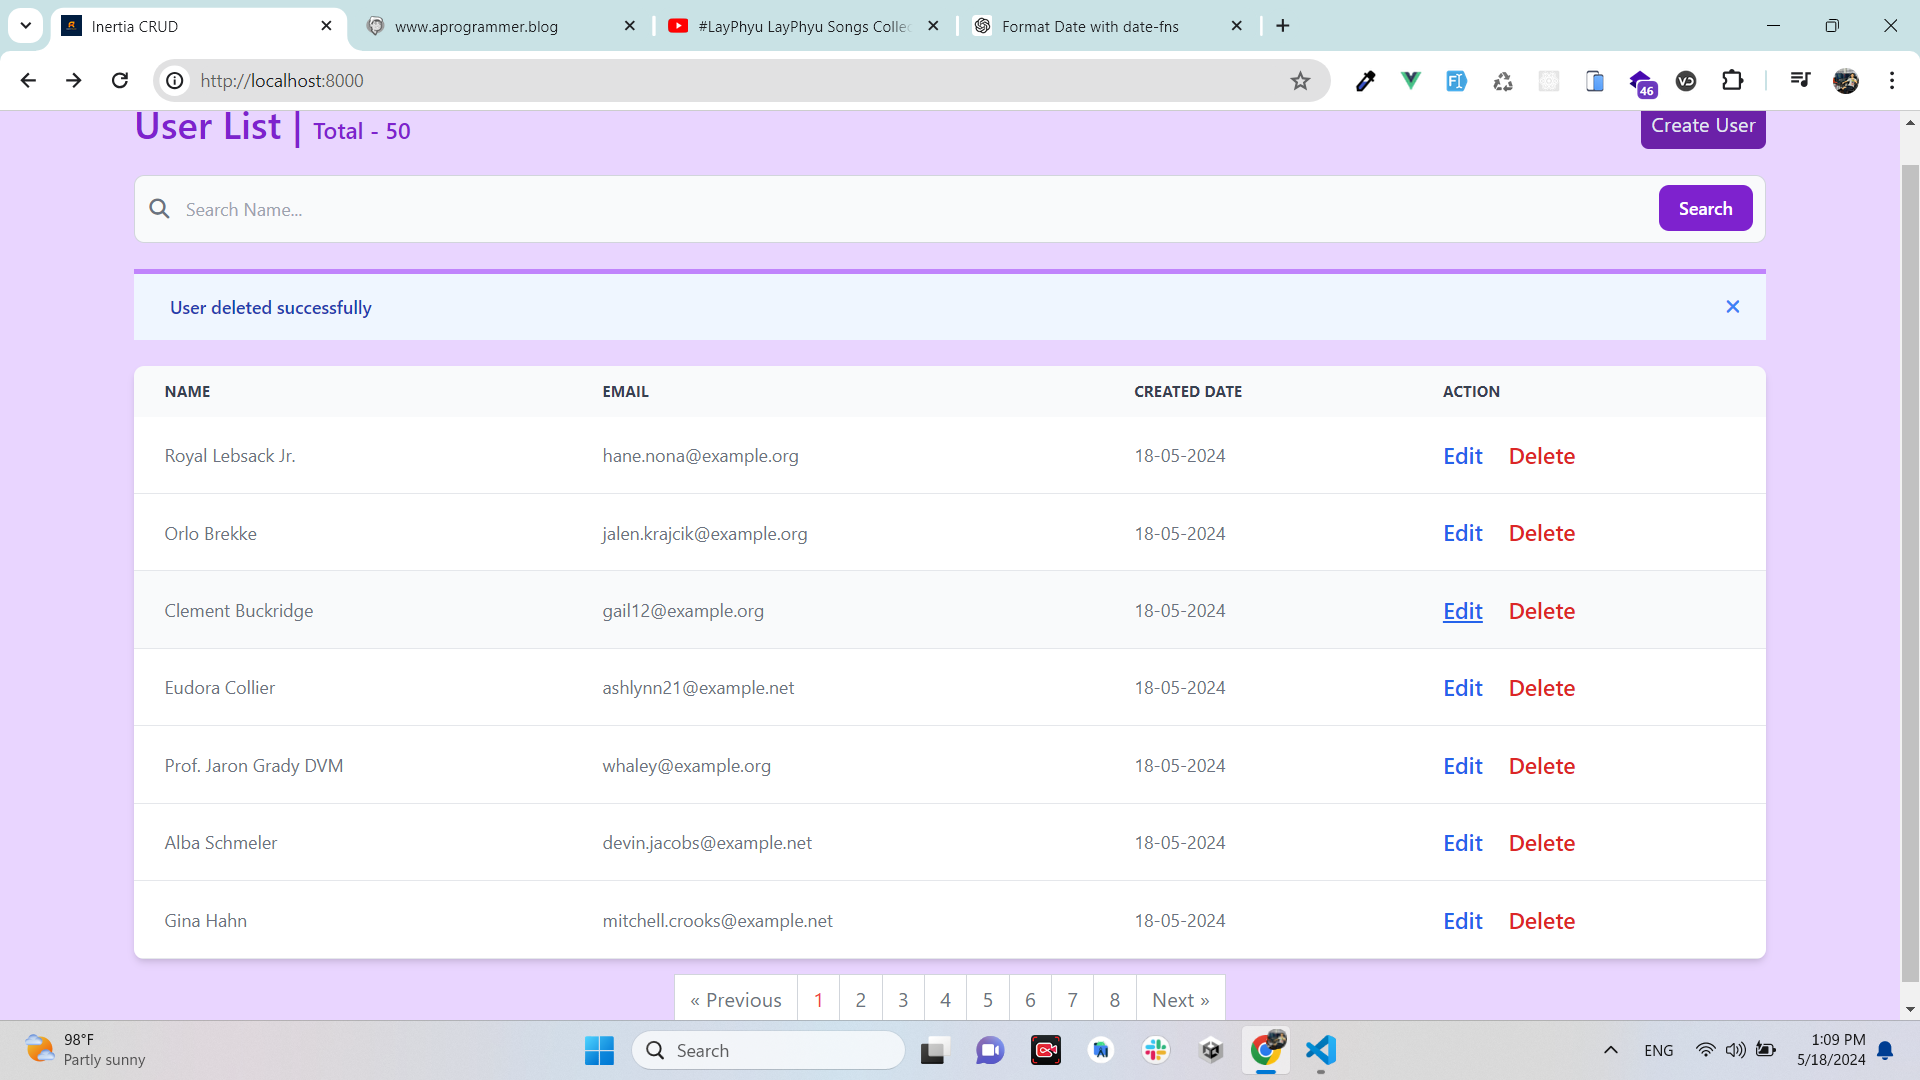 Inertia CRUD
www.aprogrammer.blog
#LayPhyu LayPhyu Songs Collec
Format Date with date-fns
http://localhost:8000
46
User List | Total - 50
Create User
Search Name...
Search
User deleted successfully
NAME EMAIL CREATED DATE ACTION
Royal Lebsack Jr. hane.nona@example.org 18-05-2024 Edit Delete
Orlo Brekke jalen.krajcik@example.org 18-05-2024 Edit Delete
Clement Buckridge gail12@example.org 18-05-2024 Edit Delete
Eudora Collier ashlynn21@example.net 18-05-2024 Edit Delete
Prof. Jaron Grady DVM whaley@example.org 18-05-2024 Edit Delete
Alba Schmeler devin.jacobs@example.net 18-05-2024 Edit Delete
Gina Hahn mitchell.crooks@example.net 18-05-2024 Edit Delete
« Previous 1 2 3 4 5 6 7 8 Next »
98°F
Partly sunny
Search
ENG
1:09 PM
5/18/2024